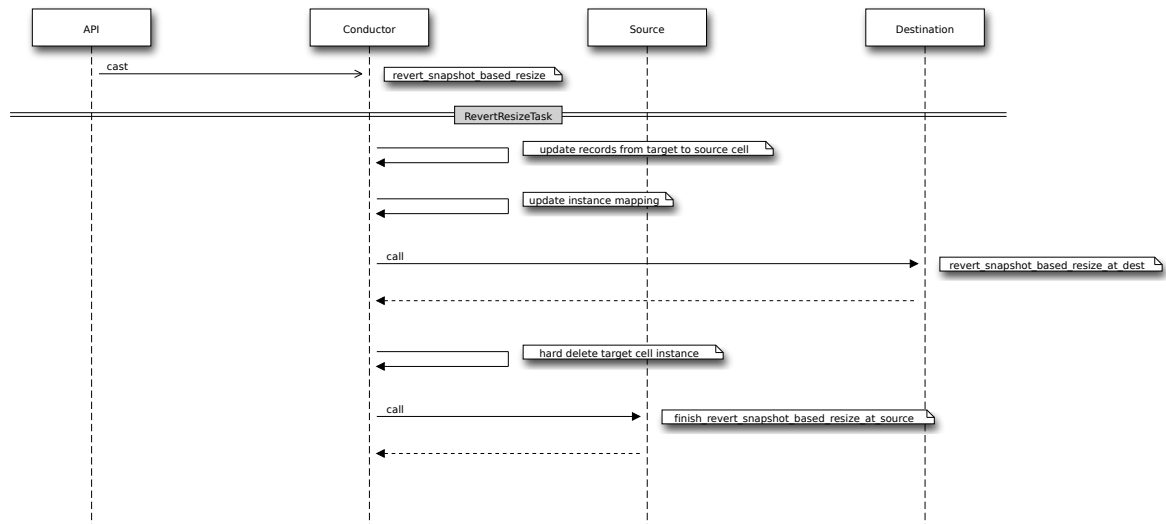 API
Conductor
Source
Destination
cast
revert_snapshot_based_resize
RevertResizeTask
update records from target to source cell
update instance mapping
call
revert_snapshot_based_resize_at_dest
hard delete target cell instance
call
finish_revert_snapshot_based_resize_at_source